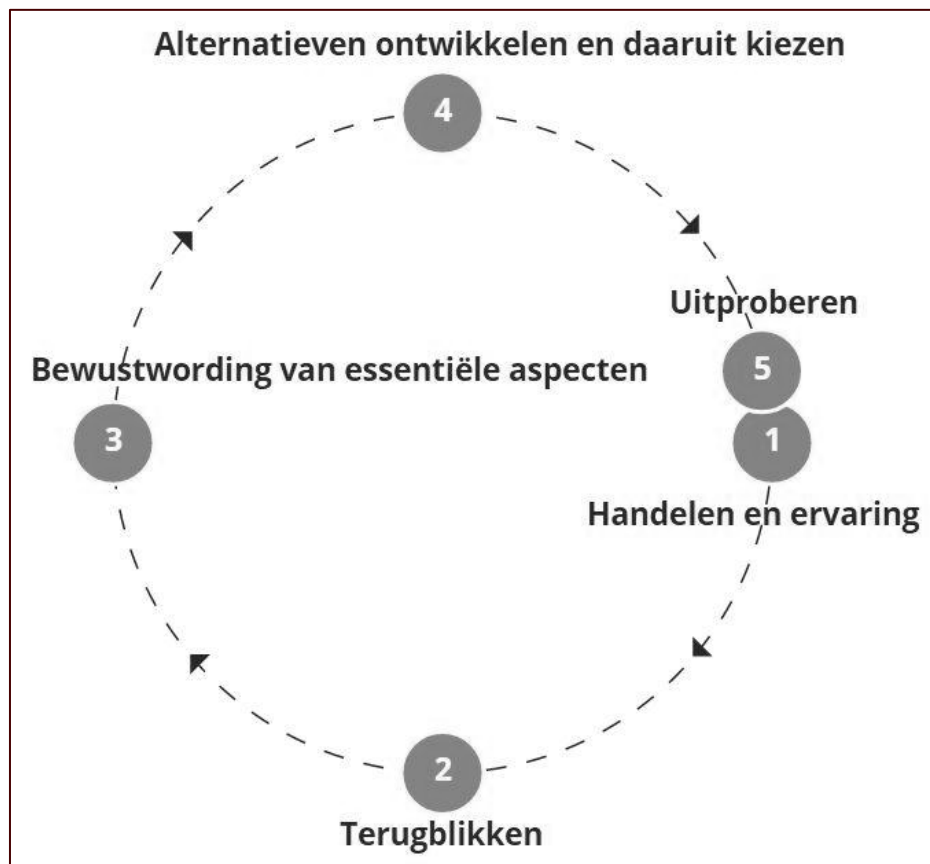 Alternatieven ontwikkelen en daaruit kiezen
4
Uitproberen
5
Bewustwording van essentiële aspecten
3
1
Handelen en ervaring
2
Terugblikken